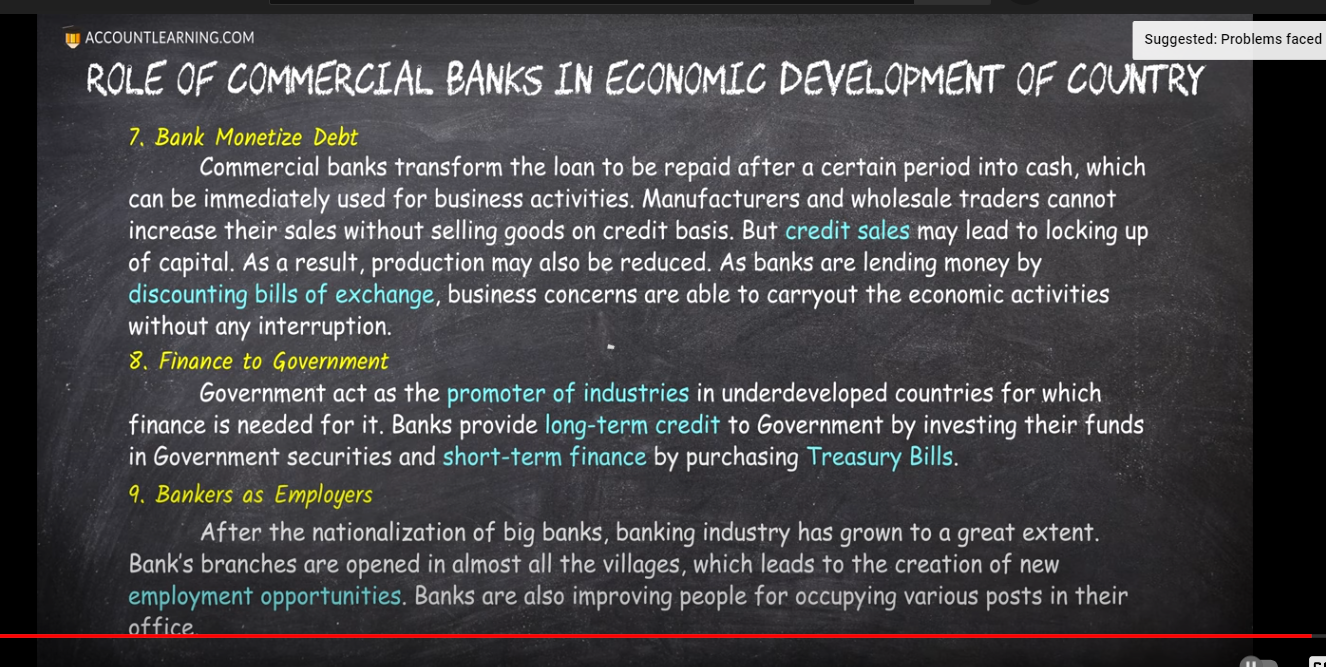 ACCOUNTLEARNING.COM
Suggested: Problems faced
ROLE OF COMMERCIAL BANKS IN ECONOMIC DEVELOPMENT OF COUNTRY
7. Bank Monetize Debt
Commercial banks transform the loan to be repaid after a certain period into cash, which
can be immediately used for business activities. Manufacturers and wholesale traders cannot
increase their sales without selling goods on credit basis. But credit sales may lead to locking up
of capital. As a result, production may also be reduced. As banks are lending money by
discounting bills of exchange, business concerns are able to carryout the economic activities
without any interruption.
8. Finance to Government
Government act as the promoter of industries in underdeveloped countries for which
finance is needed for it. Banks provide long-term credit to Government by investing their funds
in Government securities and short-term finance by purchasing Treasury Bills.
9. Bankers as Employers
After the nationalization of big banks, banking industry has grown to a great extent.
Bank's branches are opened in almost all the villages, which leads to the creation of new
employment opportunities. Banks are also improving people for occupying various posts in their
office.